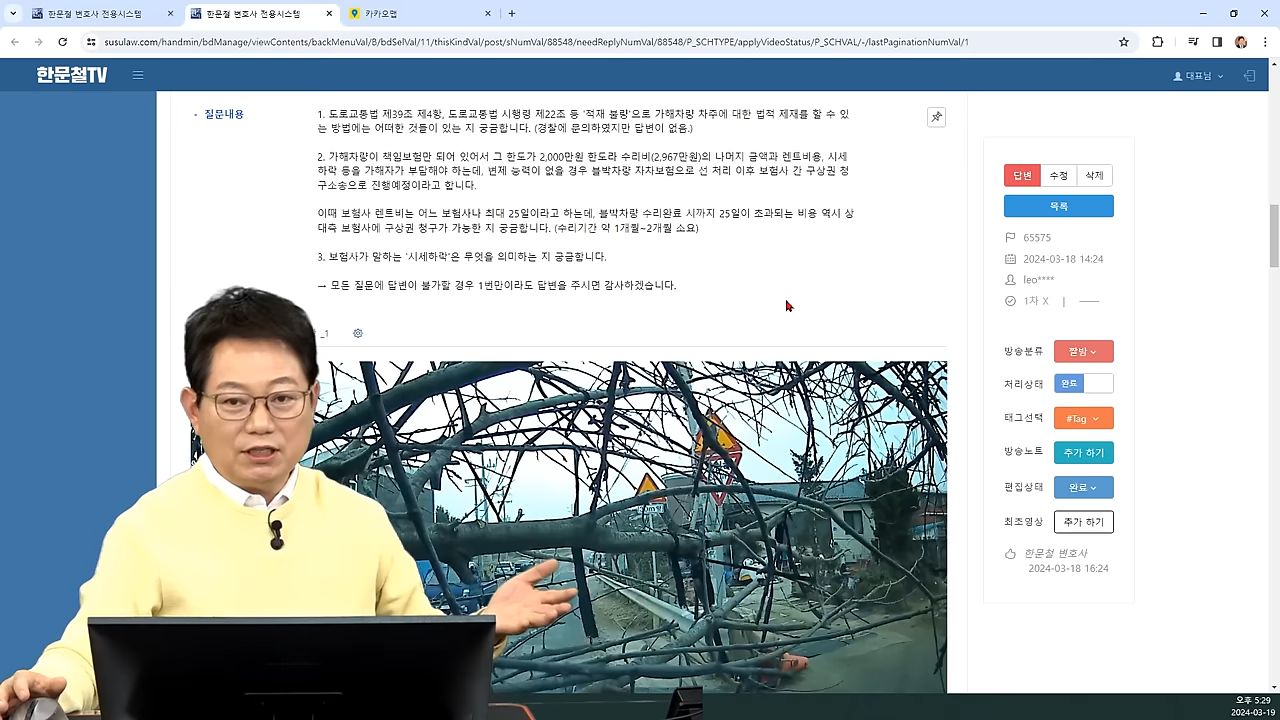 한문철 변호사 전용시스템
한문철 변호사 전용시스템
카카오맵
susulaw.com/handmin/bdManage/viewContents/backMenuVal/8/bdSelVal/11/thisKindVal/post/sNumVal/88548/needReplyNumVal/88548/P_SCHTYPE/applyVideoStatus/P_SCHVAL/-/lastPaginationNumVal/1
한문철TV
대표님
- 질문내용
1. 도로교통법 제39조 제4항, 도로교통법 시행령 제22조 등 '적재 불량'으로 가해차량 차주에 대한 법적 제재를 할 수 있
는 방법에는 어떠한 것들이 있는 지 궁금합니다. (경찰에 문의하였지만 답변이 없음.)
2. 가해차량이 책임보험만 되어 있어서 그 한도가 2,000만원 한도라 수리비(2,967만원)의 나머지 금액과 렌트비용, 시세
하락 등을 가해자가 부담해야 하는데, 변제 능력이 없을 경우 블박차량 자차보험으로 선 처리 이후 보험사 간 구상권 청
구소송으로 진행예정이라고 합니다.
이때 보험사 렌트비는 어느 보험사나 최대 25일이라고 하는데, 블박차량 수리완료 시까지 25일이 초과되는 비용 역시 상
대측 보험사에 구상권 청구가 가능한 지 궁금합니다. (수리기간 약 1개월~2개월 소요)
3. 보험사가 말하는 '시세하락'은 무엇을 의미하는 지 궁금합니다.
→ 모든 질문에 답변이 불가할 경우 1번만이라도 답변을 주시면 감사하겠습니다.
_1
답변 수정 삭제
목록
65575
2024-03-18 14:24
leo****
1차 X | ――
방송분류 짤방
처리상태 완료
태그선택 #Tag
방송노트 추가 하기
편집상태 완료
최초영상 추가 하기
한문철 변호사
2024-03-18 16:24
오후 5:29
2024-03-19